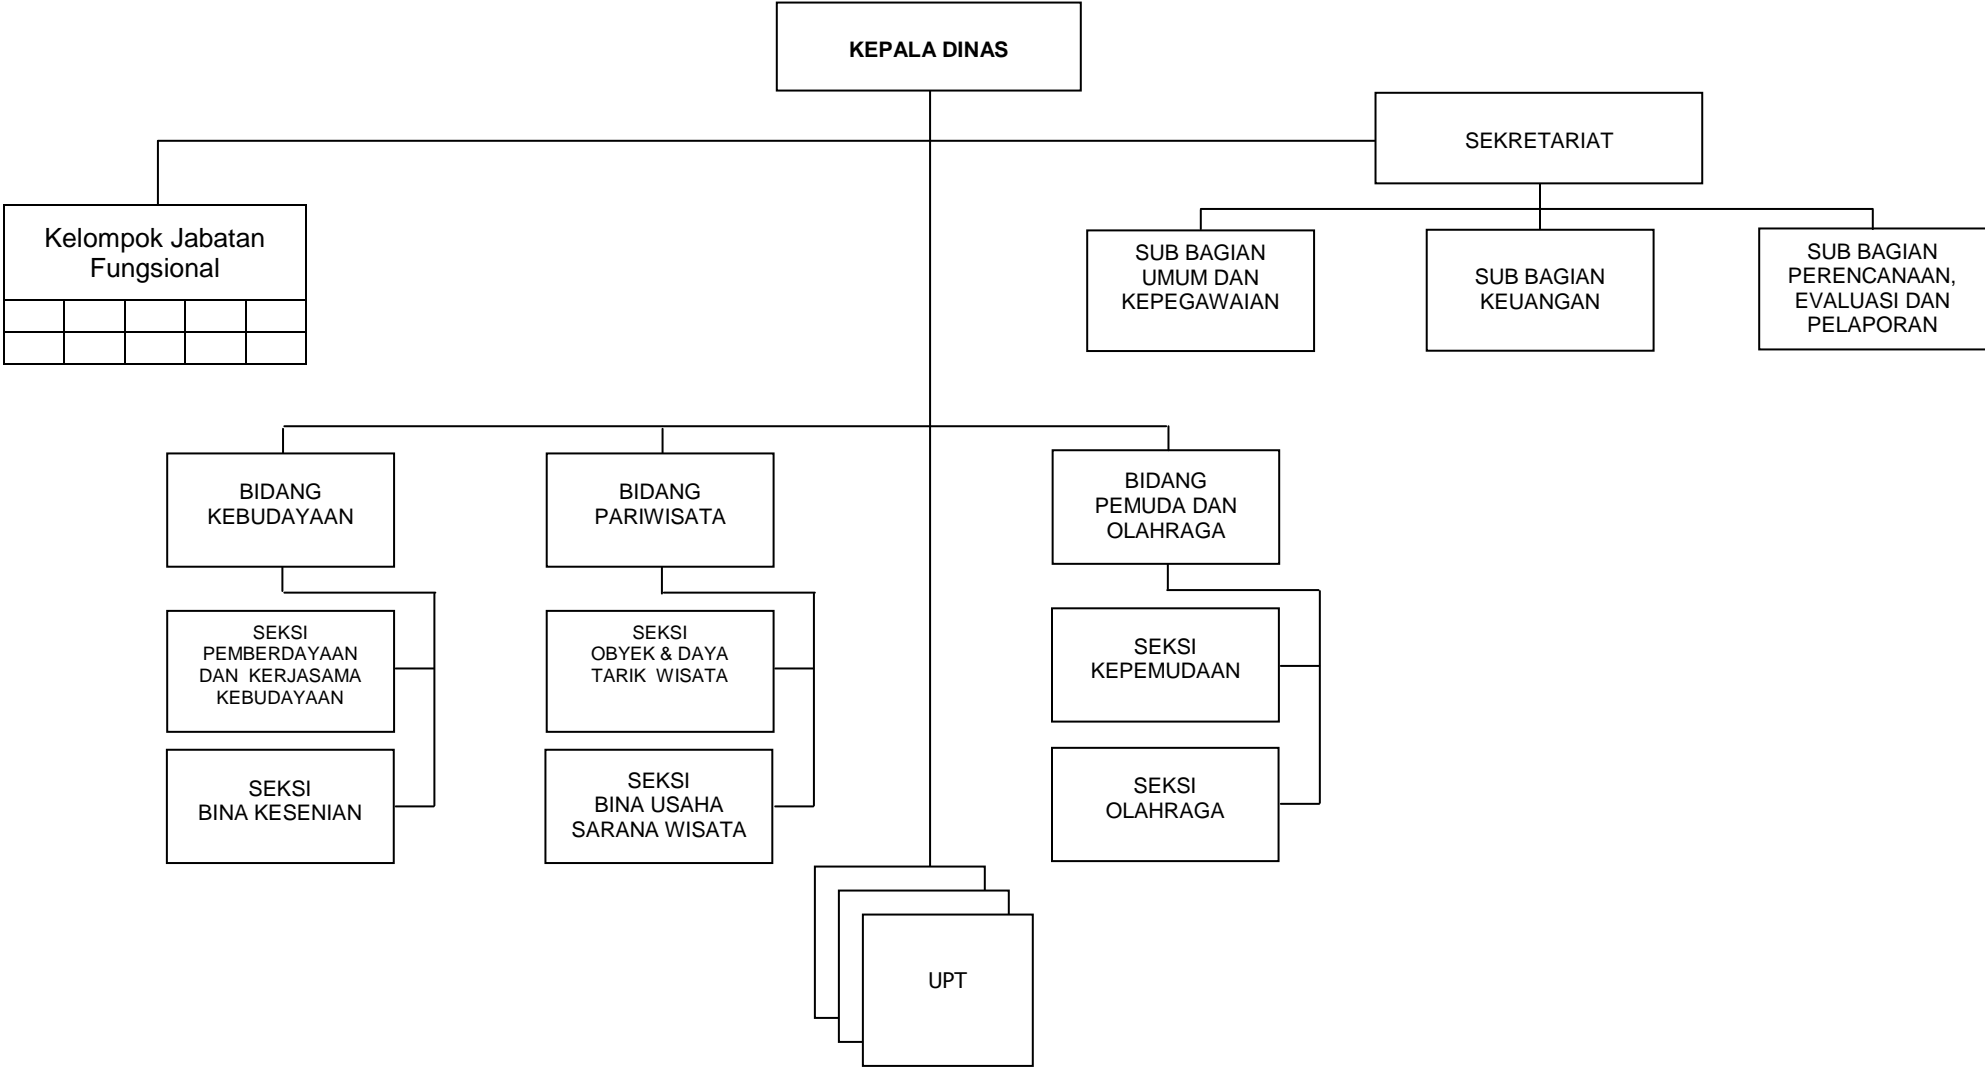 KEPALA DINAS
SEKRETARIAT
Kelompok Jabatan
Fungsional
SUB BAGIAN
UMUM DAN
KEPEGAWAIAN
SUB BAGIAN
KEUANGAN
SUB BAGIAN
PERENCANAAN,
EVALUASI DAN
PELAPORAN
BIDANG
KEBUDAYAAN
BIDANG
PARIWISATA
BIDANG
PEMUDA DAN
OLAHRAGA
SEKSI
PEMBERDAYAAN
DAN KERJASAMA
KEBUDAYAAN
SEKSI
OBYEK & DAYA
TARIK WISATA
SEKSI
KEPEMUDAAN
SEKSI
BINA KESENIAN
SEKSI
BINA USAHA
SARANA WISATA
SEKSI
OLAHRAGA
UPT